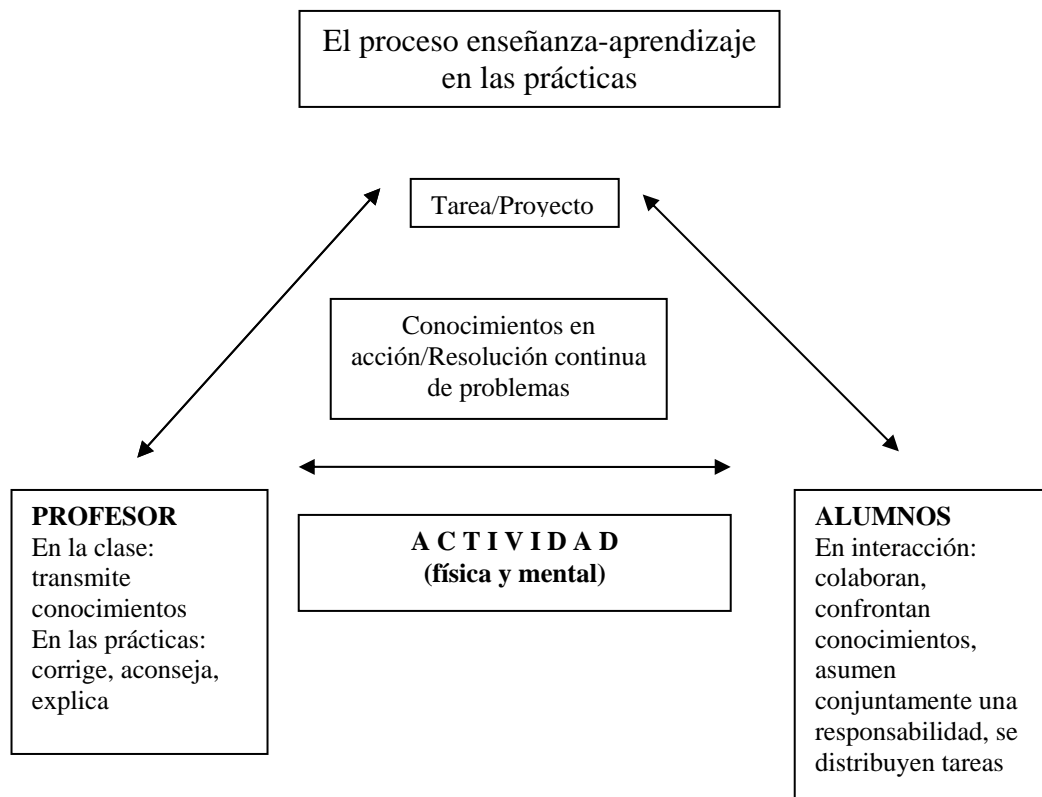 El proceso enseñanza-aprendizaje
en las prácticas
Tarea/Proyecto
Conocimientos en
acción/Resolución continua
de problemas
PROFESOR
En la clase:
transmite
conocimientos
En las prácticas:
corrige, aconseja,
explica
A C T I V I D A D
(física y mental)
ALUMNOS
En interacción:
colaboran,
confrontan
conocimientos,
asumen
conjuntamente una
responsabilidad, se
distribuyen tareas